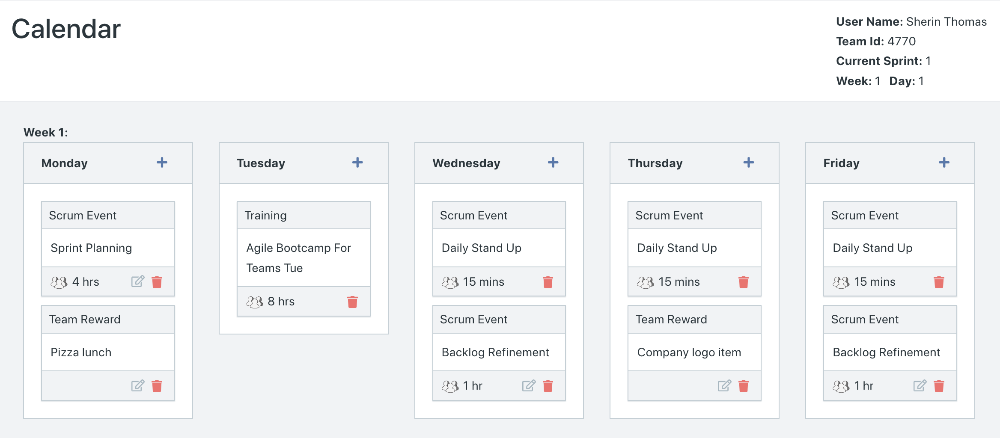 Calendar
User Name: Sherin Thomas
Team Id: 4770
Current Sprint: 1
Week: 1 Day: 1
Week 1:
Monday
Scrum Event
Sprint Planning
4 hrs
Team Reward
Pizza lunch
Tuesday
Training
Agile Bootcamp For
Teams Tue
8 hrs
Wednesday
Scrum Event
Daily Stand Up
15 mins
Scrum Event
Backlog Refinement
1 hr
Thursday
Scrum Event
Daily Stand Up
15 mins
Team Reward
Company logo item
Friday
Scrum Event
Daily Stand Up
15 mins
Scrum Event
Backlog Refinement
1 hr